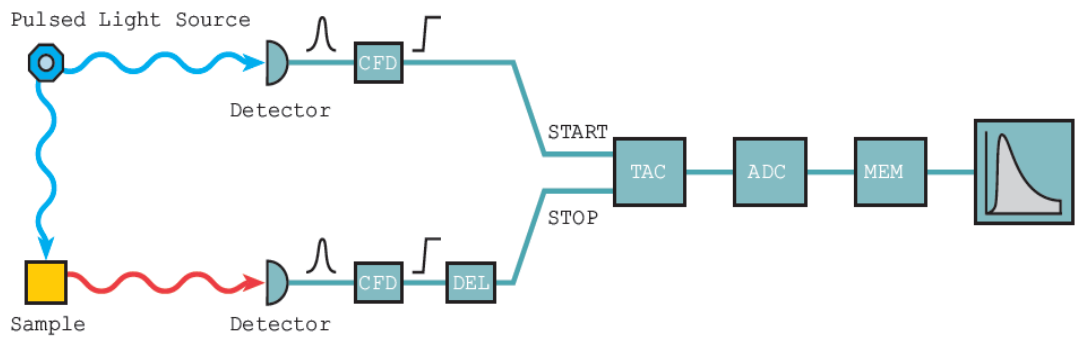 Pulsed Light Source
CFD
Detector
START
TAC
ADC
MEM
STOP
CFD
DEL
Sample
Detector